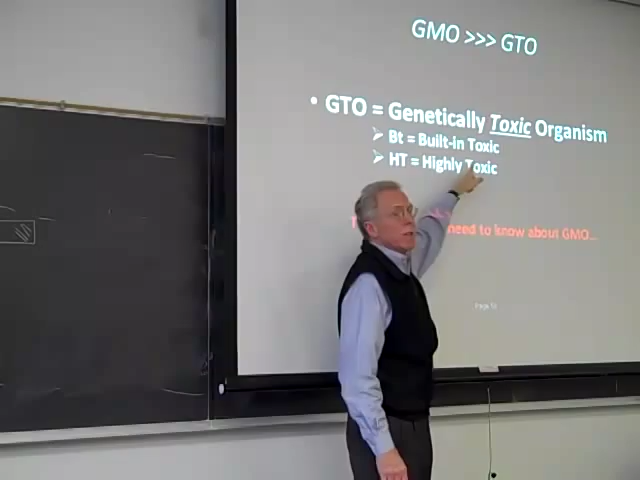 GMO >>> GTO
• GTO = Genetically Toxic Organism
➢ Bt = Built-in Toxic
➢ HT = Highly Toxic
need to know about GMO...